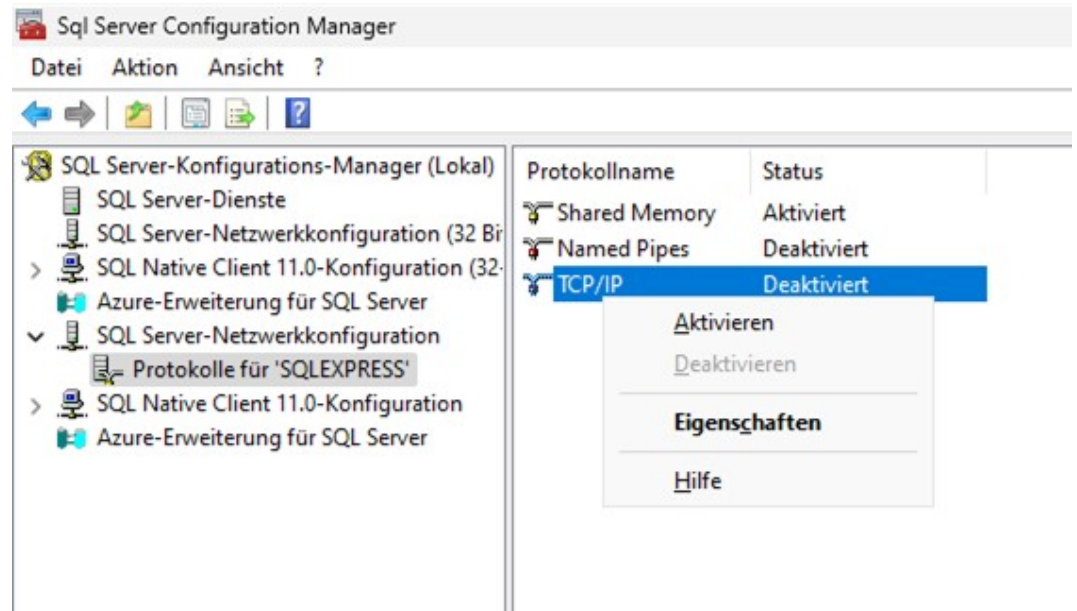 Sql Server Configuration Manager
Datei Aktion Ansicht ?
SQL Server-Konfigurations-Manager (Lokal)
SQL Server-Dienste
SQL Server-Netzwerkkonfiguration (32 Bi
SQL Native Client 11.0-Konfiguration (32-
Azure-Erweiterung für SQL Server
SQL Server-Netzwerkkonfiguration
Protokolle für 'SQLEXPRESS'
SQL Native Client 11.0-Konfiguration
Azure-Erweiterung für SQL Server
Protokollname Status
Shared Memory Aktiviert
Named Pipes Deaktiviert
TCP/IP Deaktiviert
Aktivieren
Deaktivieren
Eigenschaften
Hilfe